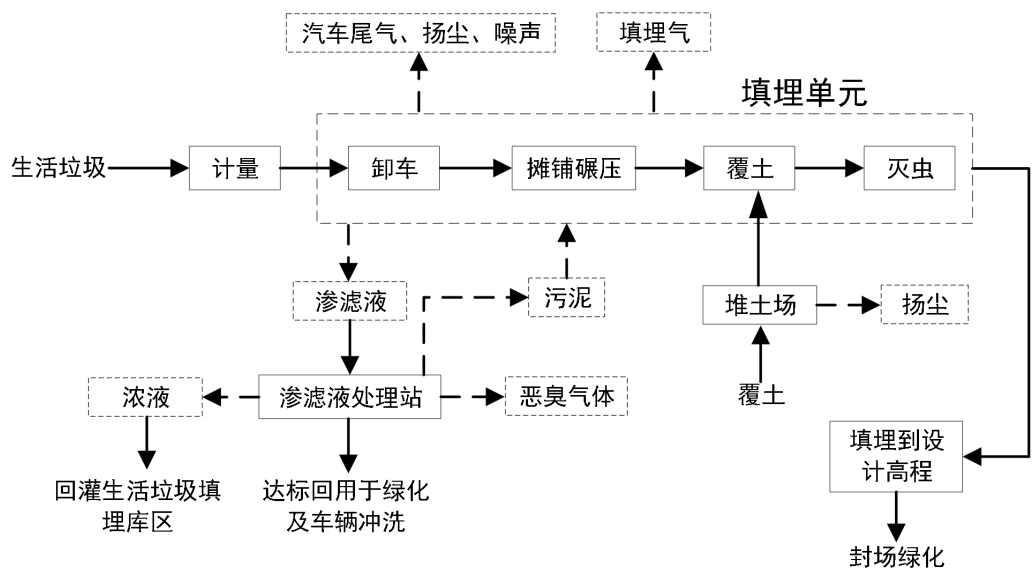 汽车尾气、扬尘、噪声
填埋气
填埋单元
生活垃圾
计量
卸车
摊铺碾压
覆土
灭虫
渗滤液
污泥
堆土场
扬尘
浓液
渗滤液处理站
恶臭气体
覆土
填埋到设
计高程
回灌生活垃圾填
埋库区
达标回用于绿化
及车辆冲洗
封场绿化